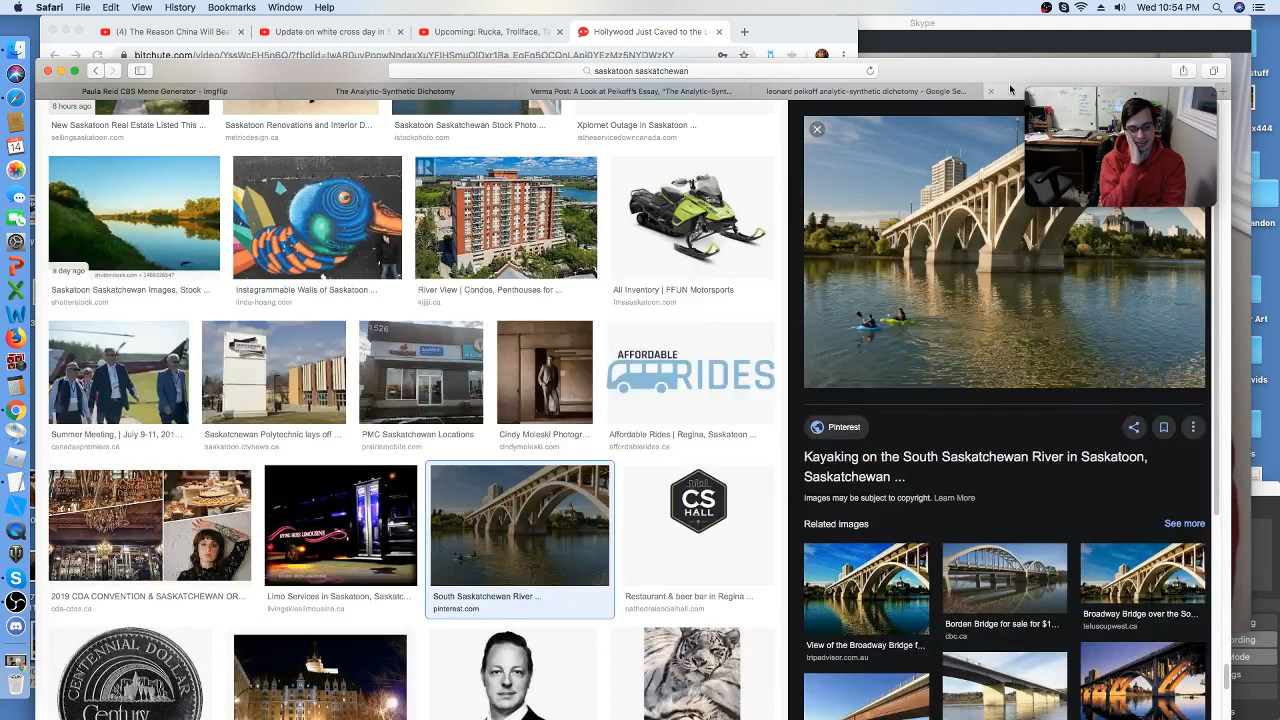 Safari File Edit View History Bookmarks Window Help
Wed 10:54 PM
Skype
(4) The Reason China Will Bea
Update on white cross day in S
Upcoming: Rucka, Trollface, Ta
Hollywood Just Caved to the L
saskatoon saskatchewan
Paula Reid CBS Meme Generator - Imgflip
The Analytic-Synthetic Dichotomy
Verma Post: A Look at Peikoff's Essay, "The Analytic-Synt...
leonard peikoff analytic-synthetic dichotomy - Google Se...
8 hours ago
New Saskatoon Real Estate Listed This ...
sellingsaskatoon.com
Saskatoon Renovations and Interior D...
metricdesign.ca
Saskatoon Saskatchewan Stock Photo ...
istockphoto.com
Xplornet Outage in Saskatoon ...
istheservicedowncanada.com
a day ago
shutterstock.com • 1469326547
Saskatoon Saskatchewan Images, Stock ...
shutterstock.com
Instagrammable Walls of Saskatoon ...
linda-hoang.com
River View | Condos, Penthouses for ...
kijiji.ca
All Inventory | FFUN Motorsports
ffmssaskatoon.com
1526
AFFORDABLE
RIDES
Summer Meeting, | July 9-11, 201...
canadaspremiers.ca
Saskatchewan Polytechnic lays off ...
saskatoon.ctvnews.ca
PMC Saskatchewan Locations
prairiemobile.com
Cindy Moleski Photogr...
cindymoleski.com
Affordable Rides | Regina, Saskatoon ...
affordablerides.ca
CS
HALL
2019 CDA CONVENTION & SASKATCHEWAN OR...
cda-cdss.ca
Limo Services in Saskatoon, Saskatc...
livingskieslimousine.ca
South Saskatchewan River ...
pinterest.com
Restaurant & beer bar in Regina ...
cathedralsocialhall.com
CENTENNIAL DOLLAR
Century
Pinterest
Kayaking on the South Saskatchewan River in Saskatoon,
Saskatchewan ...
Images may be subject to copyright. Learn More
Related images
See more
View of the Broadway Bridge f...
tripadvisor.com.au
Borden Bridge for sale for $1...
cbc.ca
Broadway Bridge over the So...
teluscupwest.ca